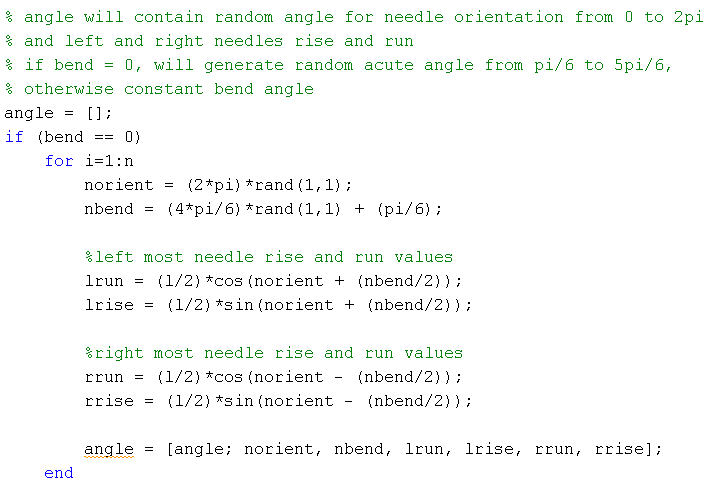 % angle will contain random angle for needle orientation from 0 to 2pi
% and left and right needles rise and run
% if bend = 0, will generate random acute angle from pi/6 to 5pi/6,
% otherwise constant bend angle
angle = [];
if (bend == 0)
    for i=1:n
        norient = (2*pi)*rand(1,1);
        nbend = (4*pi/6)*rand(1,1) + (pi/6);

        %left most needle rise and run values
        lrun = (l/2)*cos(norient + (nbend/2));
        lrise = (l/2)*sin(norient + (nbend/2));

        %right most needle rise and run values
        rrun = (l/2)*cos(norient - (nbend/2));
        rrise = (l/2)*sin(norient - (nbend/2));

        angle = [angle; norient, nbend, lrun, lrise, rrun, rrise];
    end